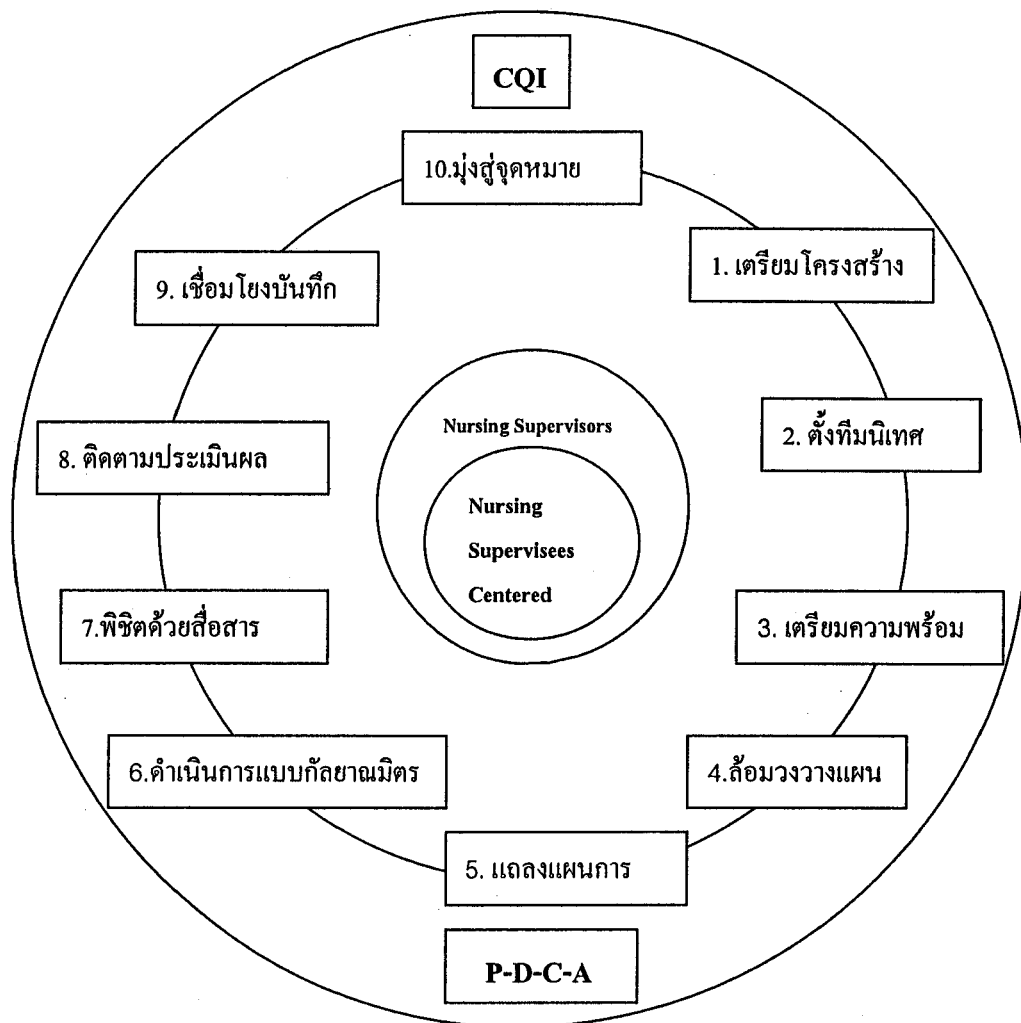 CQI
10.มุ่งสู่จุดหมาย
1. เตรียมโครงสร้าง
9. เชื่อมโยงบันทึก
2. ตั้งทีมนิเทศ
8. ติดตามประเมินผล
Nursing Supervisors
Nursing
Supervisees
Centered
7.พิชิตด้วยสื่อสาร
3. เตรียมความพร้อม
6.ดำเนินการแบบกัลยาณมิตร
4.ล้อมวงวางแผน
5. แถลงแผนการ
P-D-C-A